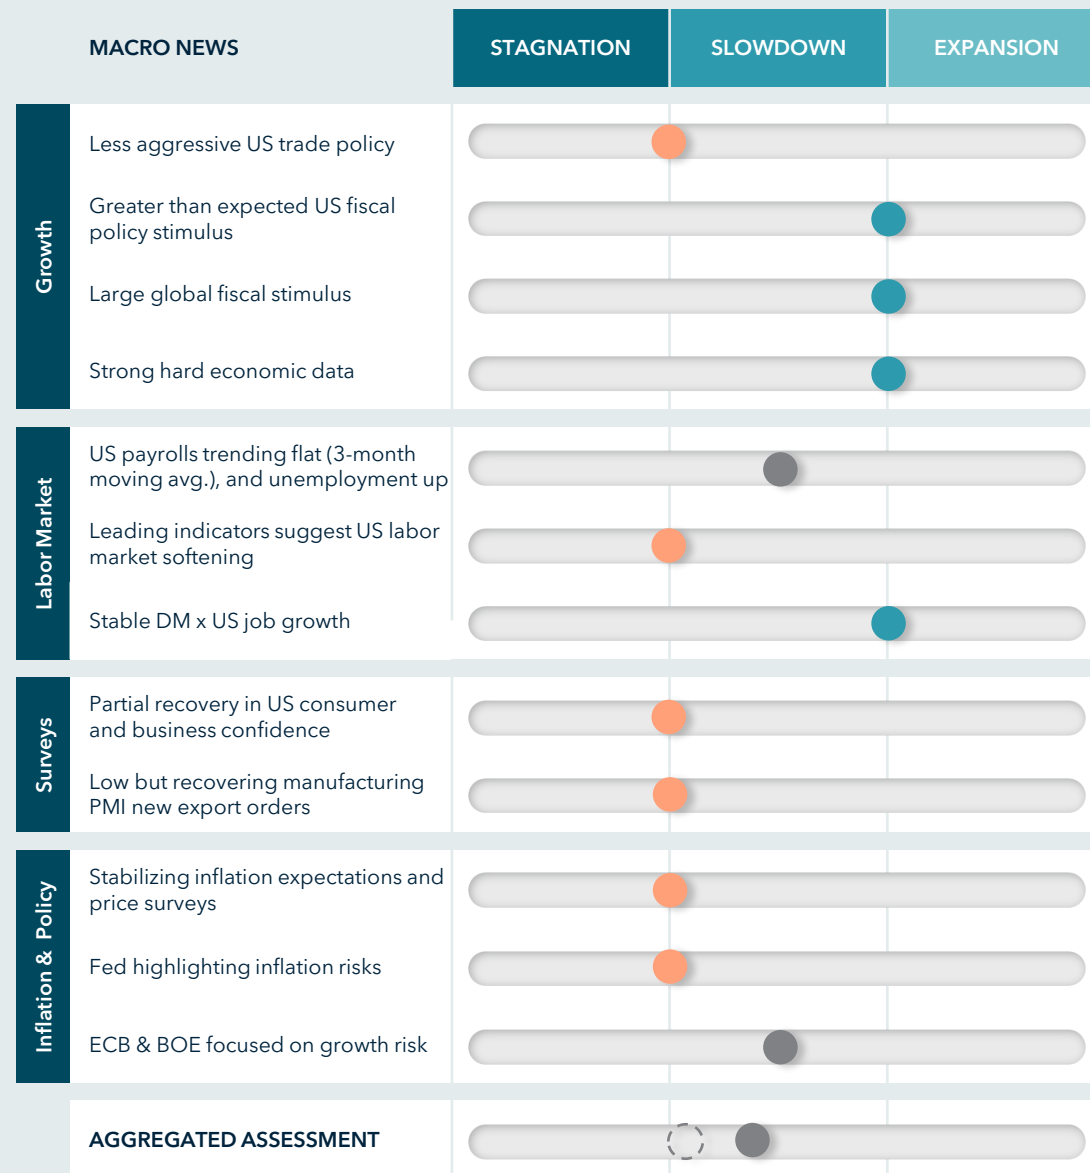 MACRO NEWS
STAGNATION
SLOWDOWN
EXPANSION
Growth
Less aggressive US trade policy
Greater than expected US fiscal
policy stimulus
Large global fiscal stimulus
Strong hard economic data
Labor Market
US payrolls trending flat (3-month
moving avg.), and unemployment up
Leading indicators suggest US labor
market softening
Stable DM x US job growth
Surveys
Partial recovery in US consumer
and business confidence
Low but recovering manufacturing
PMI new export orders
Inflation & Policy
Stabilizing inflation expectations and
price surveys
Fed highlighting inflation risks
ECB & BOE focused on growth risk
AGGREGATED ASSESSMENT